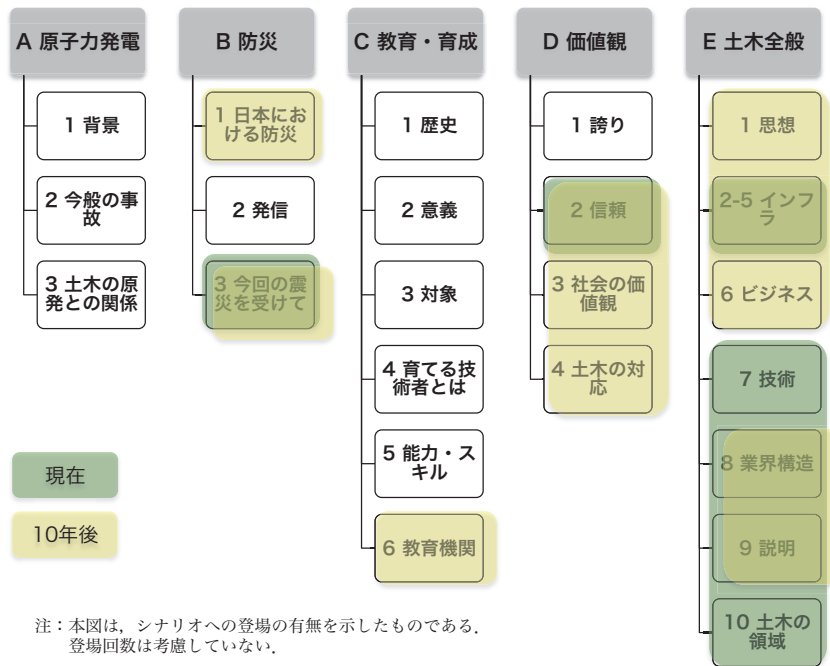 A 原子力発電
1 背景
2 今般の事
故
3 土木の原
発との関係
B 防災
1 日本にお
ける防災
2 発信
3 今回の震
災を受けて
C 教育・育成
1 歴史
2 意義
3 対象
4 育てる技
術者とは
5 能力・ス
キル
6 教育機関
D 価値観
1 誇り
2 信頼
3 社会の価
値観
4 土木の対
応
E 土木全般
1 思想
2-5 インフ
ラ
6 ビジネス
7 技術
8 業界構造
9 説明
10 土木の
領域
現在
10年後
注：本図は，シナリオへの登場の有無を示したものである．
登場回数は考慮していない．